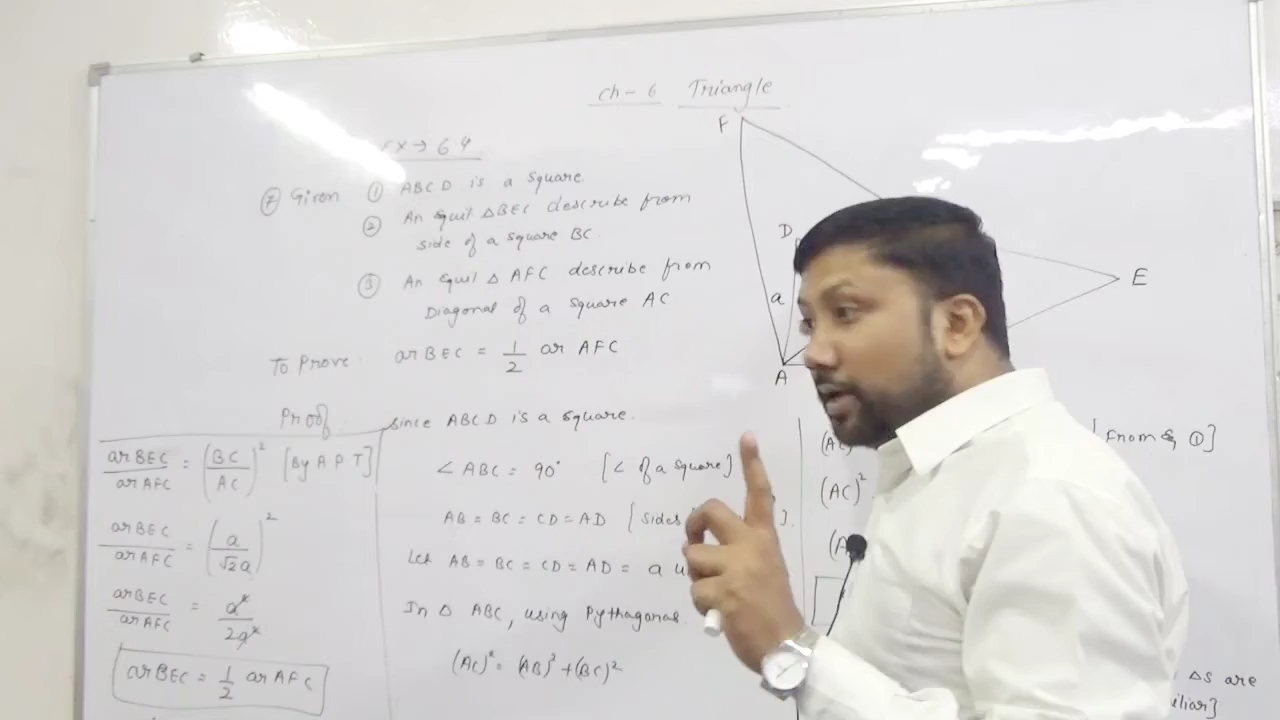 Ch-6 Triangle
EX→ 6.4
⑦ Given ① ABCD is a square.
② An equil △BEC describe from
side of a square BC.
③ An equil △ AFC describe from
Diagonal of a square AC
To Prove: ar BEC = 1/2 ar AFC
Proof since ABCD is a square.
∠ABC = 90° [∠ of a square]
AB = BC = CD = AD [Sides
Let AB = BC = CD = AD = a
In △ ABC, using Pythagoras.
(AC)² = (AB)² + (BC)²
ar BEC / ar AFC = (BC/AC)² [By A P T]
ar BEC / ar AFC = (a/√2a)²
ar BEC / ar AFC = a²/2a²
ar BEC = 1/2 ar AFC
F
D
E
a
A
[From eq ①]
(AC)²
△s are